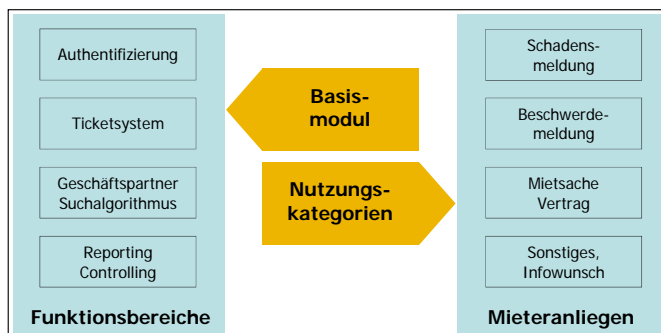 Authentifizierung
Ticketsystem
Geschäftspartner
Suchalgorithmus
Reporting
Controlling
Funktionsbereiche
Basis-
modul
Nutzungs-
kategorien
Schadens-
meldung
Beschwerde-
meldung
Mietsache
Vertrag
Sonstiges,
Infowunsch
Mieteranliegen